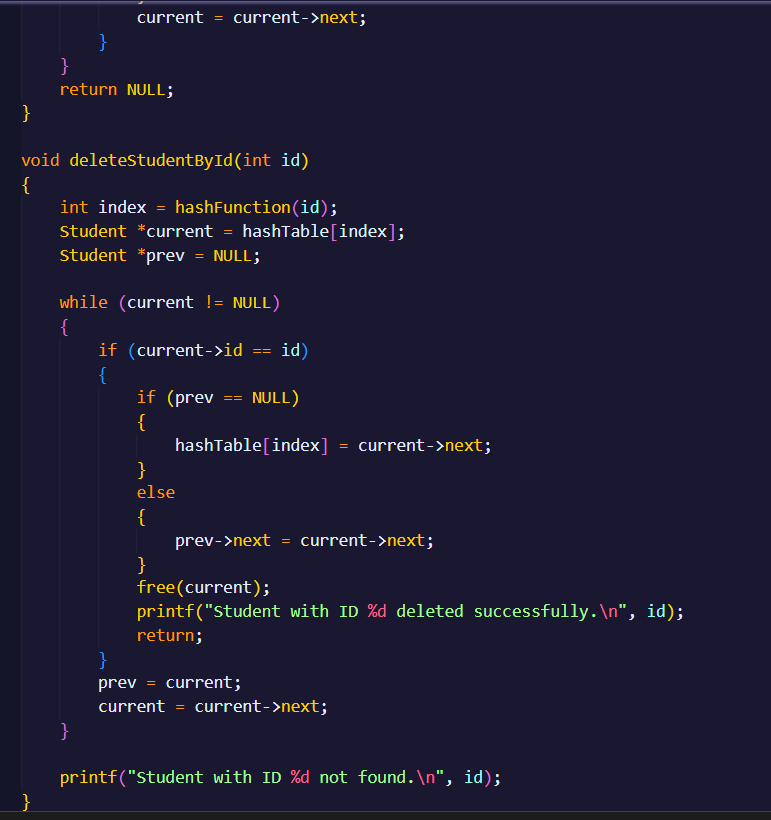 current = current->next;
        }
    }
    return NULL;
}

void deleteStudentById(int id)
{
    int index = hashFunction(id);
    Student *current = hashTable[index];
    Student *prev = NULL;

    while (current != NULL)
    {
        if (current->id == id)
        {
            if (prev == NULL)
            {
                hashTable[index] = current->next;
            }
            else
            {
                prev->next = current->next;
            }
            free(current);
            printf("Student with ID %d deleted successfully.\n", id);
            return;
        }
        prev = current;
        current = current->next;
    }

    printf("Student with ID %d not found.\n", id);
}